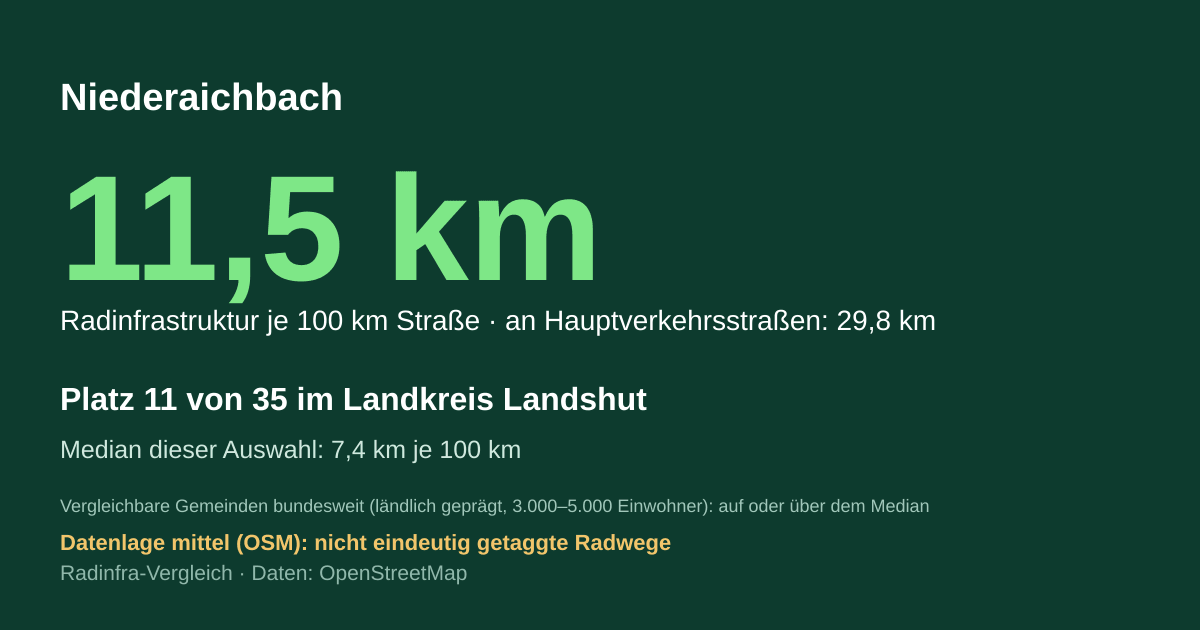 Niederaichbach
11,5 km
Radinfrastruktur je 100 km Straße · an Hauptverkehrsstraßen: 29,8 km
Platz 11 von 35 im Landkreis Landshut
Median dieser Auswahl: 7,4 km je 100 km
Vergleichbare Gemeinden bundesweit (ländlich geprägt, 3.000–5.000 Einwohner): auf oder über dem Median
Datenlage mittel (OSM): nicht eindeutig getaggte Radwege
Radinfra-Vergleich · Daten: OpenStreetMap